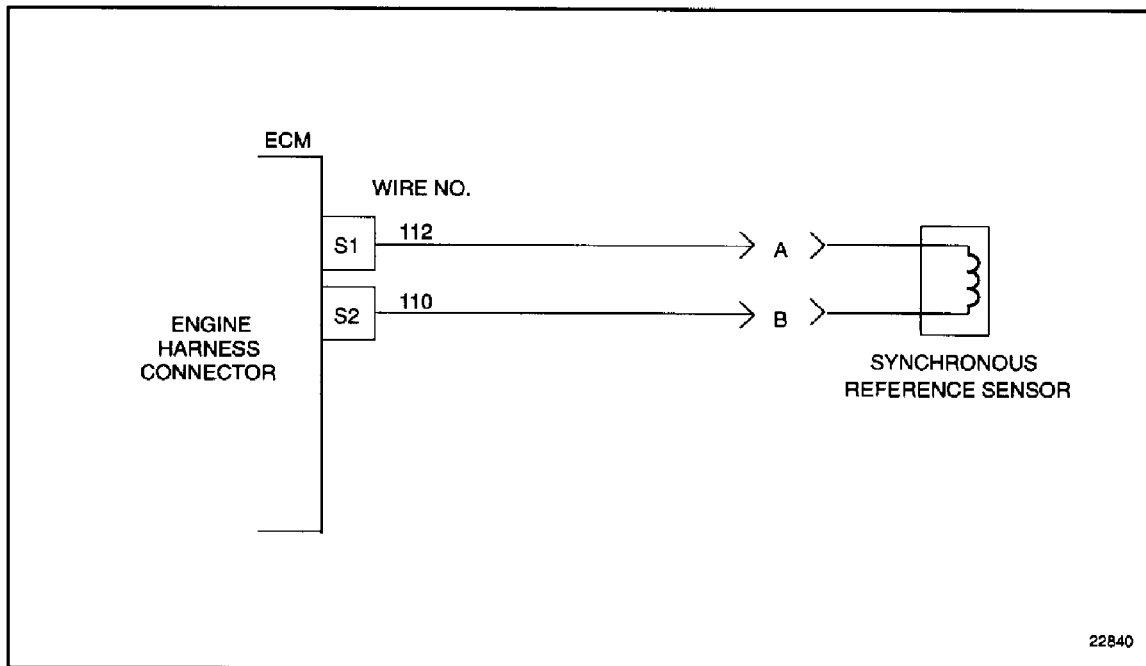 ECM
WIRE NO.
S1
112
A
S2
110
B
ENGINE
HARNESS
CONNECTOR
SYNCHRONOUS
REFERENCE SENSOR
22840